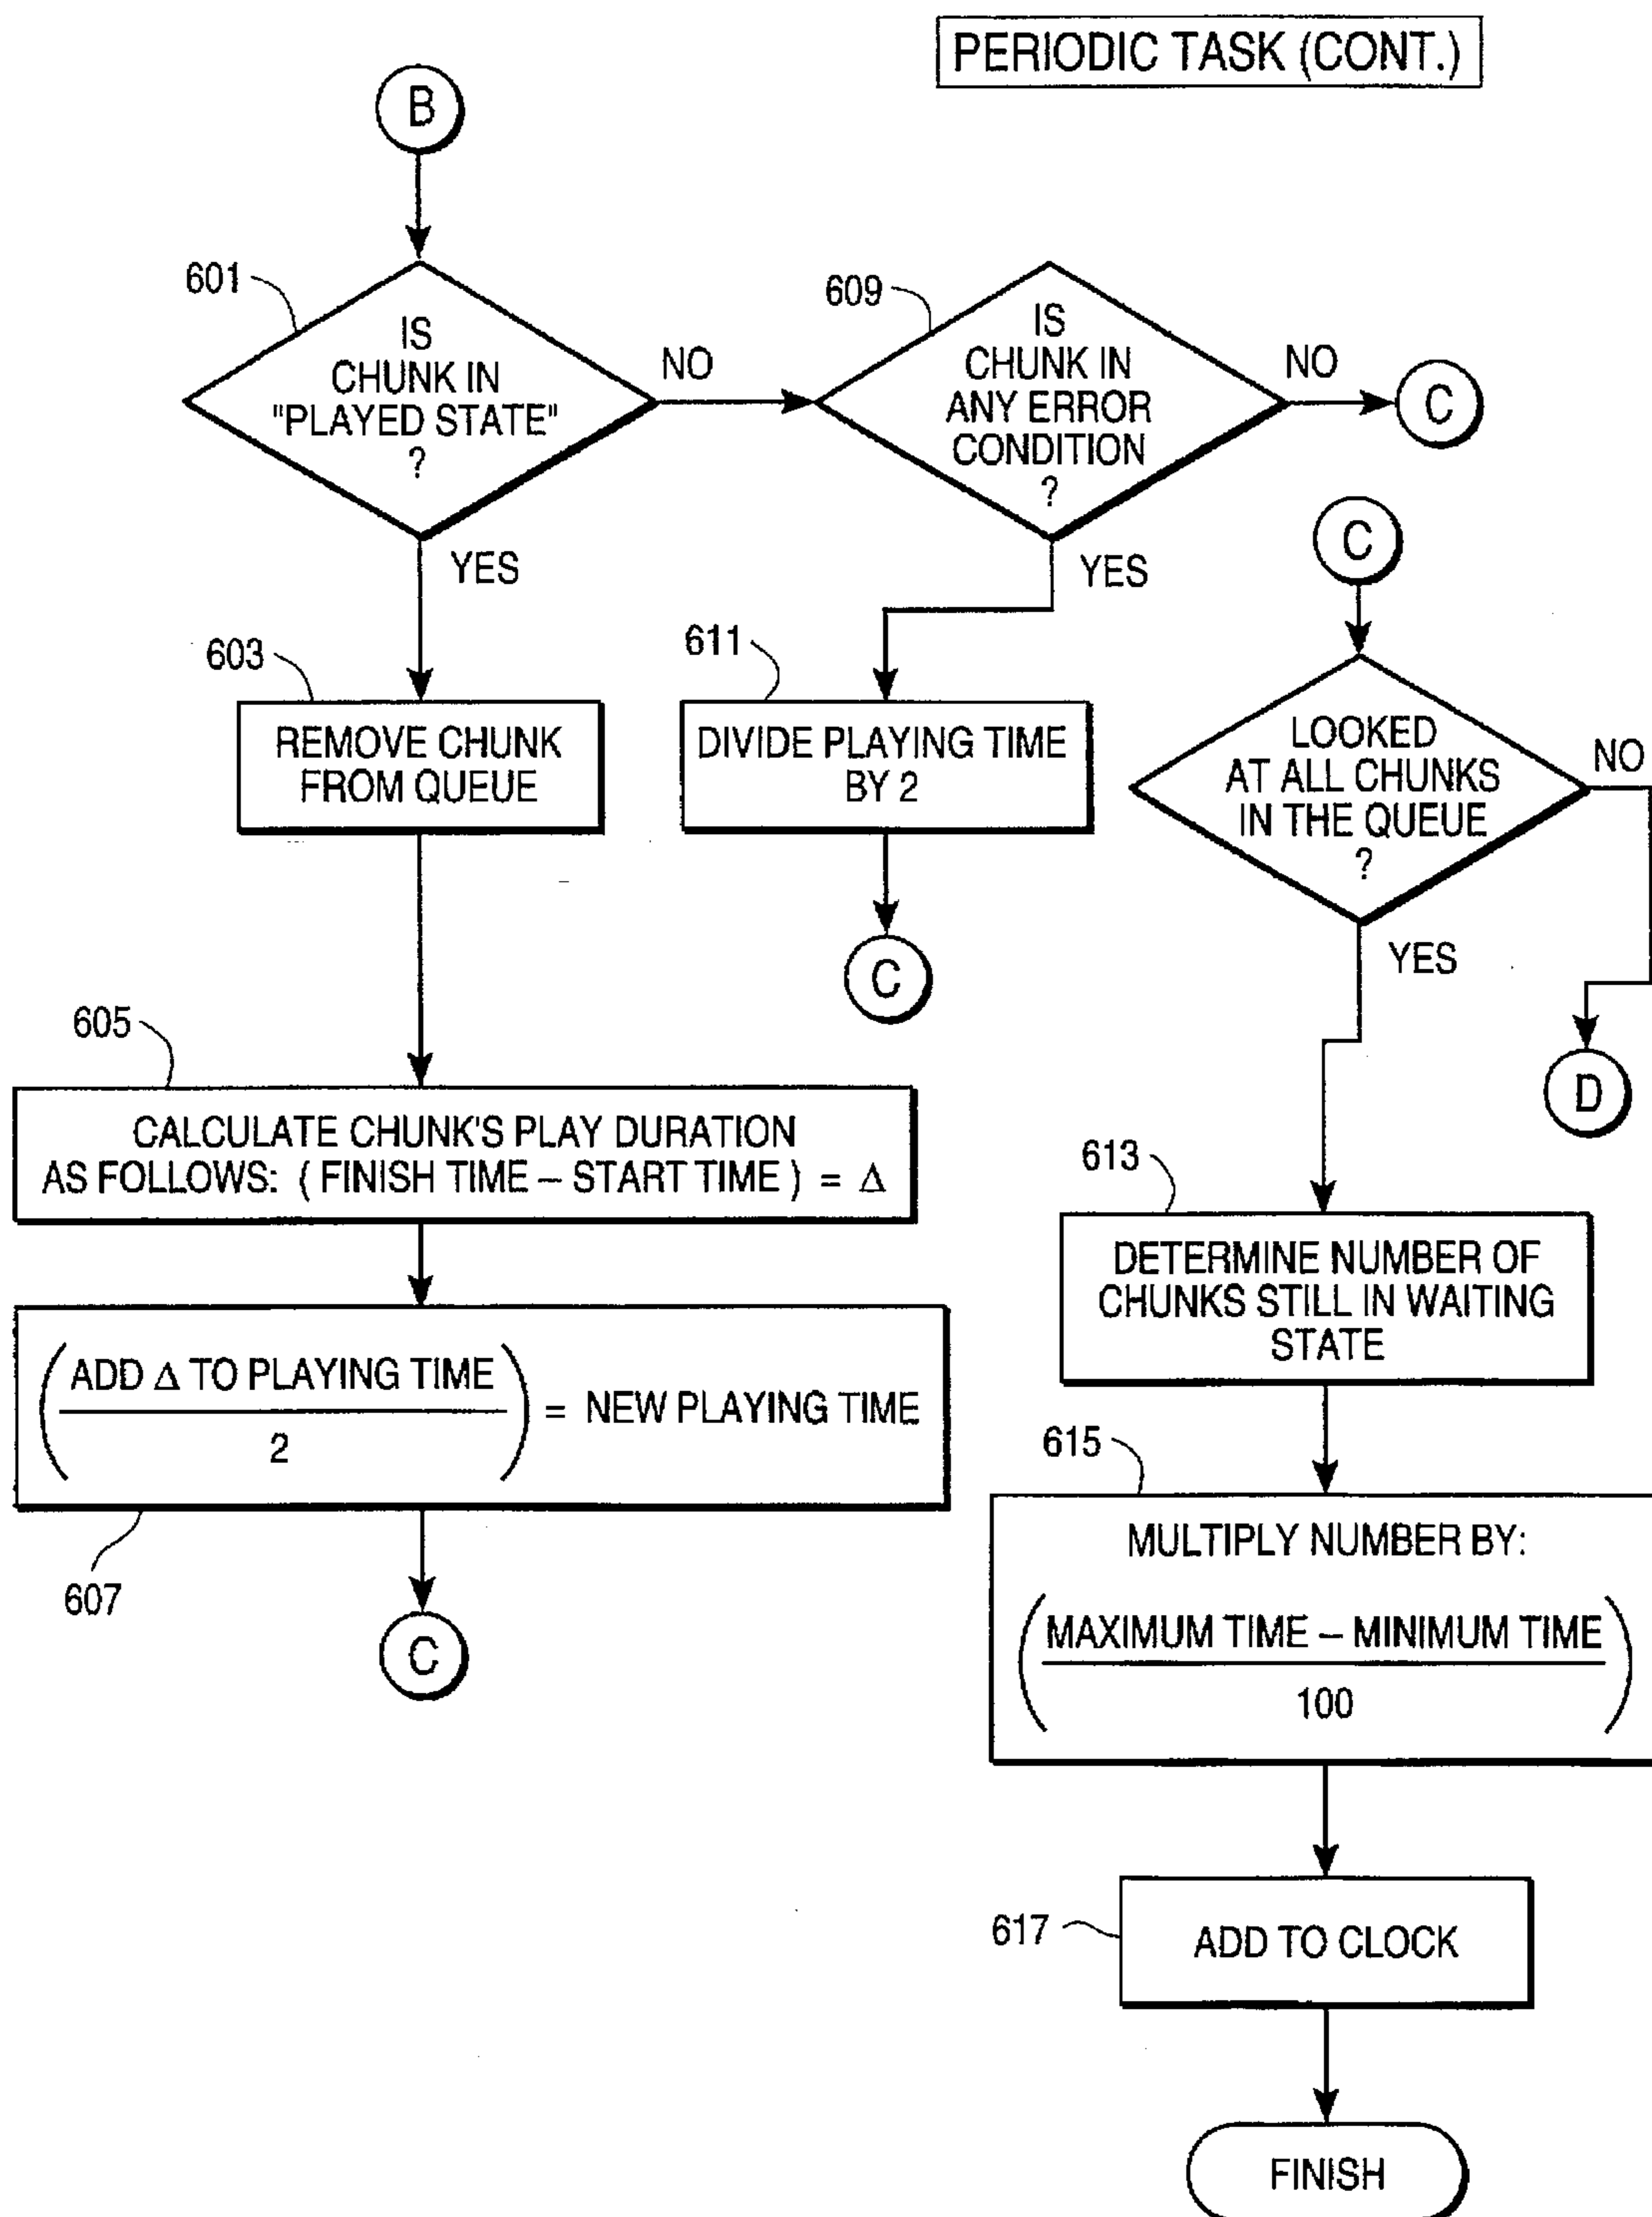 PERIODIC TASK (CONT.)
B
601
IS
CHUNK IN
"PLAYED STATE"
?
NO
YES
609
IS
CHUNK IN
ANY ERROR
CONDITION
?
NO
C
YES
603
REMOVE CHUNK
FROM QUEUE
611
DIVIDE PLAYING TIME
BY 2
C
605
CALCULATE CHUNK'S PLAY DURATION
AS FOLLOWS: ( FINISH TIME – START TIME ) = Δ
( ADD Δ TO PLAYING TIME
2 ) = NEW PLAYING TIME
607
C
C
LOOKED
AT ALL CHUNKS
IN THE QUEUE
?
NO
D
YES
613
DETERMINE NUMBER OF
CHUNKS STILL IN WAITING
STATE
615
MULTIPLY NUMBER BY:
( MAXIMUM TIME – MINIMUM TIME
100 )
617
ADD TO CLOCK
FINISH